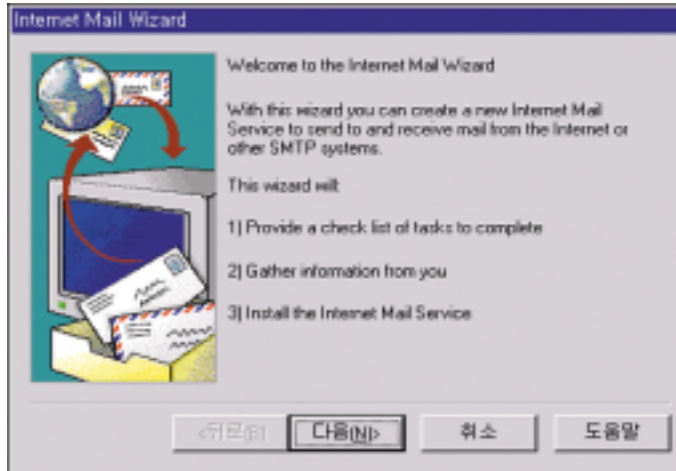 Internet Mail Wizard
Welcome to the Internet Mail Wizard
With this wizard you can create a new Internet Mail
Service to send to and receive mail from the Internet or
other SMTP systems.
This wizard will:
1) Provide a check list of tasks to complete
2) Gather information from you
3) Install the Internet Mail Service
<뒤로(B) 다음(N)> 취소 도움말